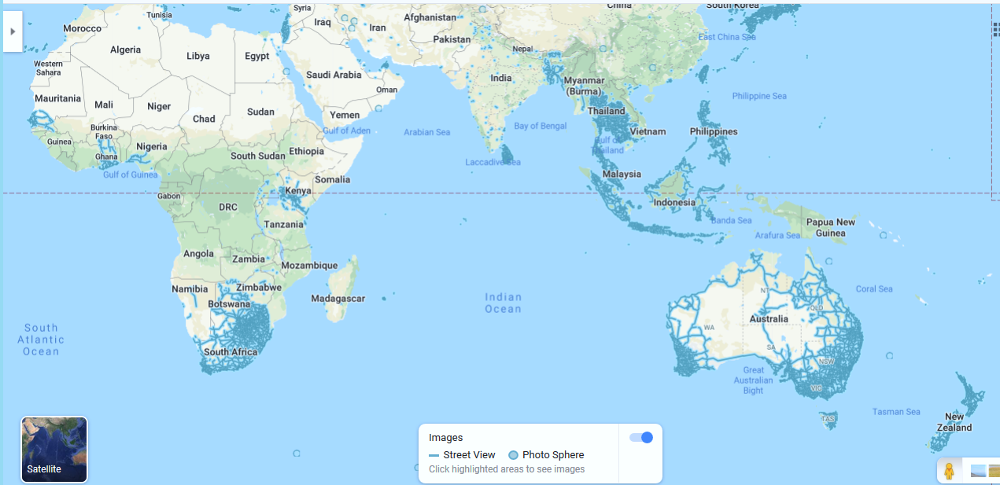 Syria
China
South Korea
Tunisia
Afghanistan
Morocco
Iraq
Iran
East China Sea
Pakistan
Algeria
Nepal
Libya
Egypt
Western
Sahara
Saudi Arabia
India
Myanmar
(Burma)
Oman
Mauritania
Mali
Niger
Philippine Sea
Chad
Sudan
Yemen
Thailand
Burkina
Faso
Gulf of Aden
Arabian Sea
Bay of Bengal
Vietnam
Philippines
Guinea
Nigeria
Ghana
South Sudan
Ethiopia
Gulf of
Thailand
Laccadive Sea
Gulf of Guinea
Somalia
Malaysia
Gabon
Kenya
DRC
Indonesia
Tanzania
Banda Sea
Papua New
Guinea
Arafura Sea
Angola
Zambia
Mozambique
Namibia
Zimbabwe
Botswana
Madagascar
Indian
Ocean
NT
Coral Sea
QLD
Australia
WA
South
Atlantic
Ocean
SA
South Africa
NSW
Great
Australian
Bight
VIC
TAS
Tasman Sea
New
Zealand
Images
Street View
Photo Sphere
Click highlighted areas to see images
Satellite